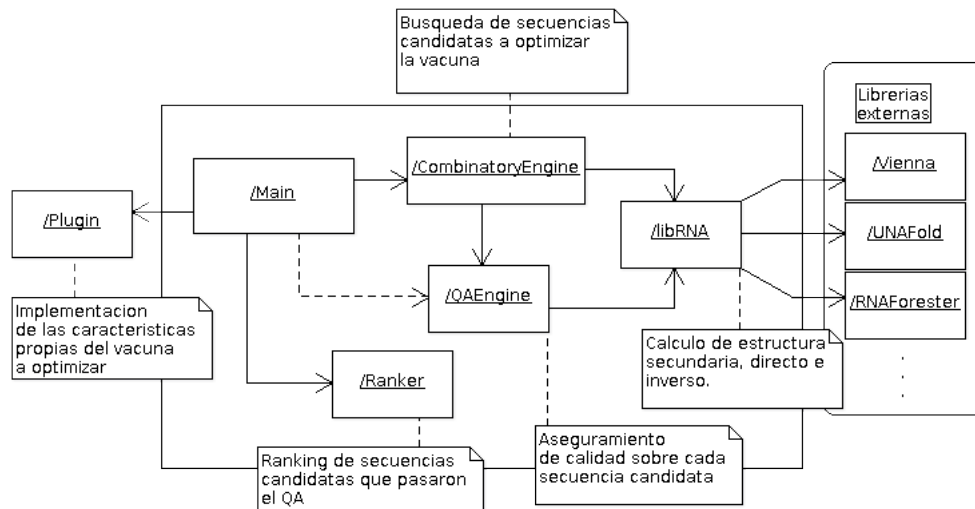 Busqueda de secuencias
candidatas a optimizar
la vacuna
Librerias
externas
/Main
/CombinatoryEngine
/Vienna
/Plugin
/libRNA
/UNAFold
/QAEngine
/RNAForester
Implementacion
de las caracteristicas
propias del vacuna
a optimizar
/Ranker
Calculo de estructura
secundaria, directo e
inverso.
Ranking de secuencias
candidatas que pasaron
el QA
Aseguramiento
de calidad sobre cada
secuencia candidata